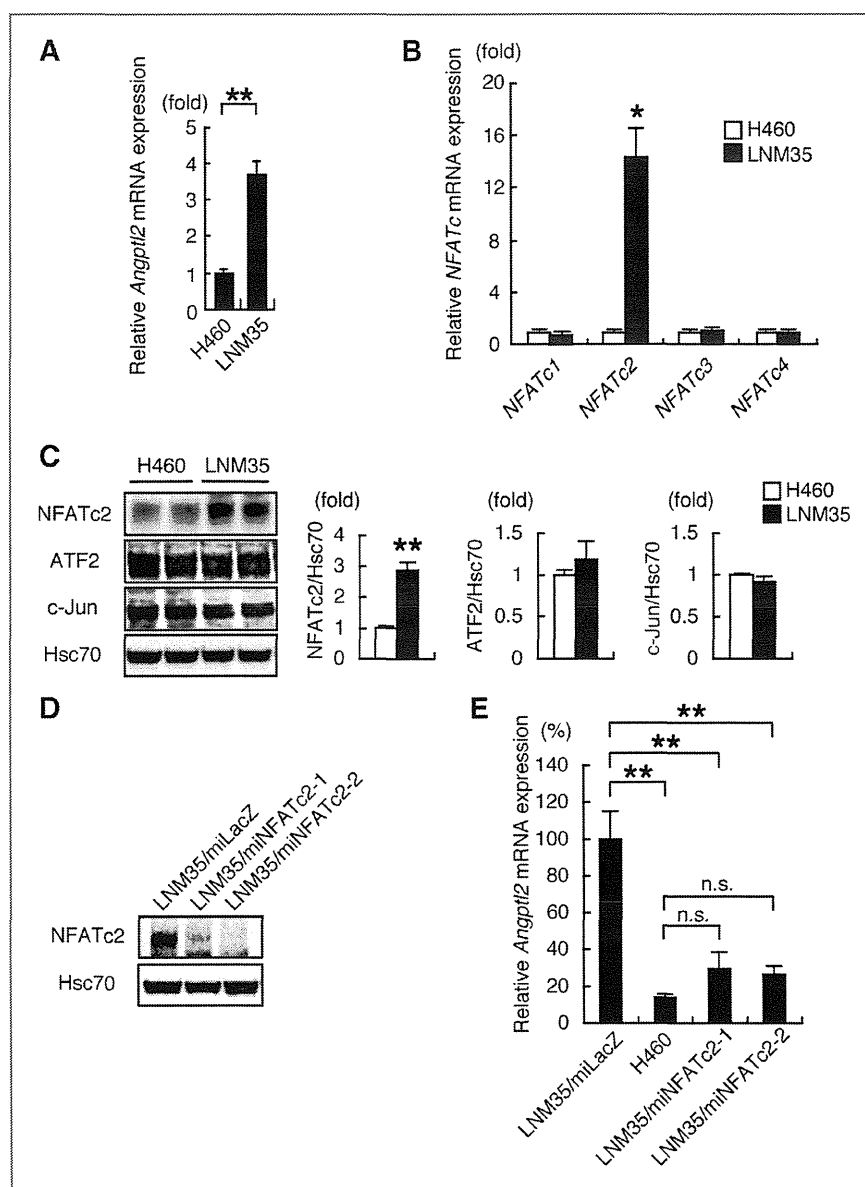 A
Relative Angptl2 mRNA expression
(fold)
**
5
4
3
2
1
0
H460
LNM35
B
Relative NFATc mRNA expression
(fold)
20
16
12
8
4
0
*
H460
LNM35
NFATc1
NFATc2
NFATc3
NFATc4
C
H460 LNM35
NFATc2
ATF2
c-Jun
Hsc70
(fold)
NFATc2/Hsc70
4
3
2
1
0
**
(fold)
ATF2/Hsc70
1.5
1
0.5
0
(fold)
c-Jun/Hsc70
1.5
1
0.5
0
H460
LNM35
D
LNM35/miLacZ
LNM35/miNFATc2-1
LNM35/miNFATc2-2
NFATc2
Hsc70
E
Relative Angptl2 mRNA expression
(%)
140
120
100
80
60
40
20
0
**
**
**
n.s.
n.s.
LNM35/miLacZ
H460
LNM35/miNFATc2-1
LNM35/miNFATc2-2